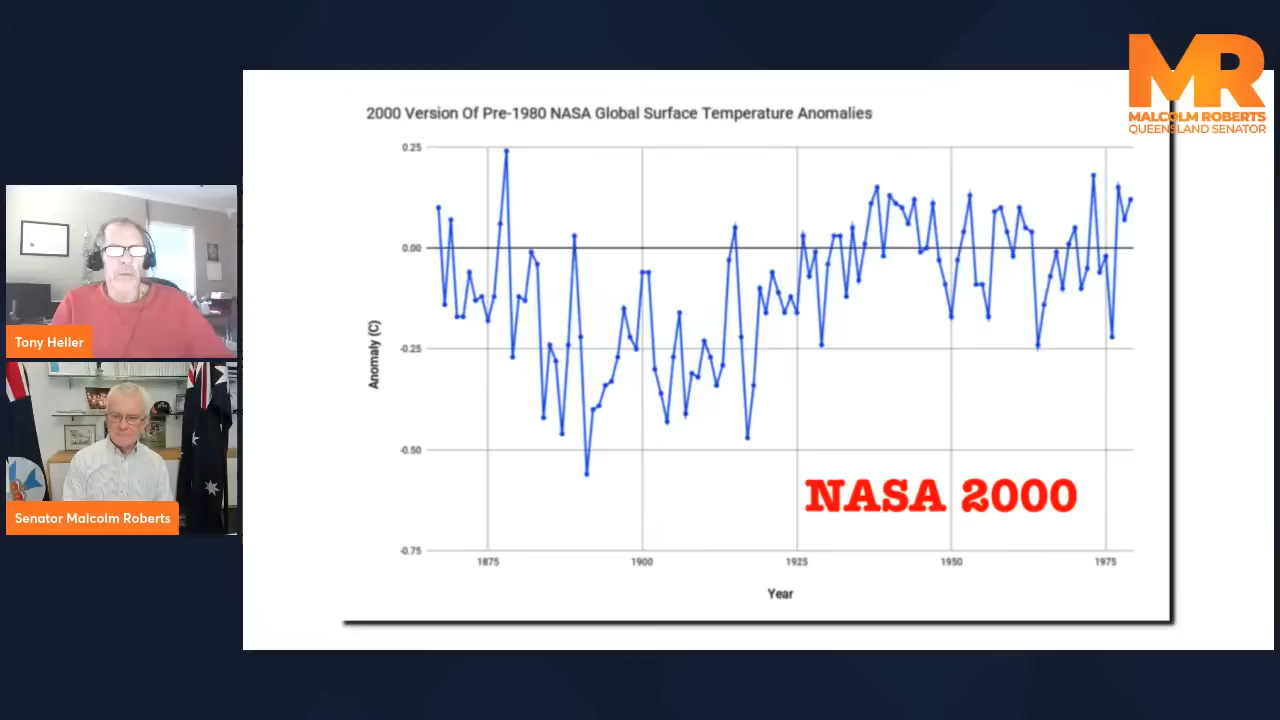 MR
MALCOLM ROBERTS
QUEENSLAND SENATOR
2000 Version Of Pre-1980 NASA Global Surface Temperature Anomalies
0.25
0.00
-0.25
-0.50
-0.75
Anomaly (C)
NASA 2000
1875
1900
1925
1950
1975
Year
Tony Heller
Senator Malcolm Roberts